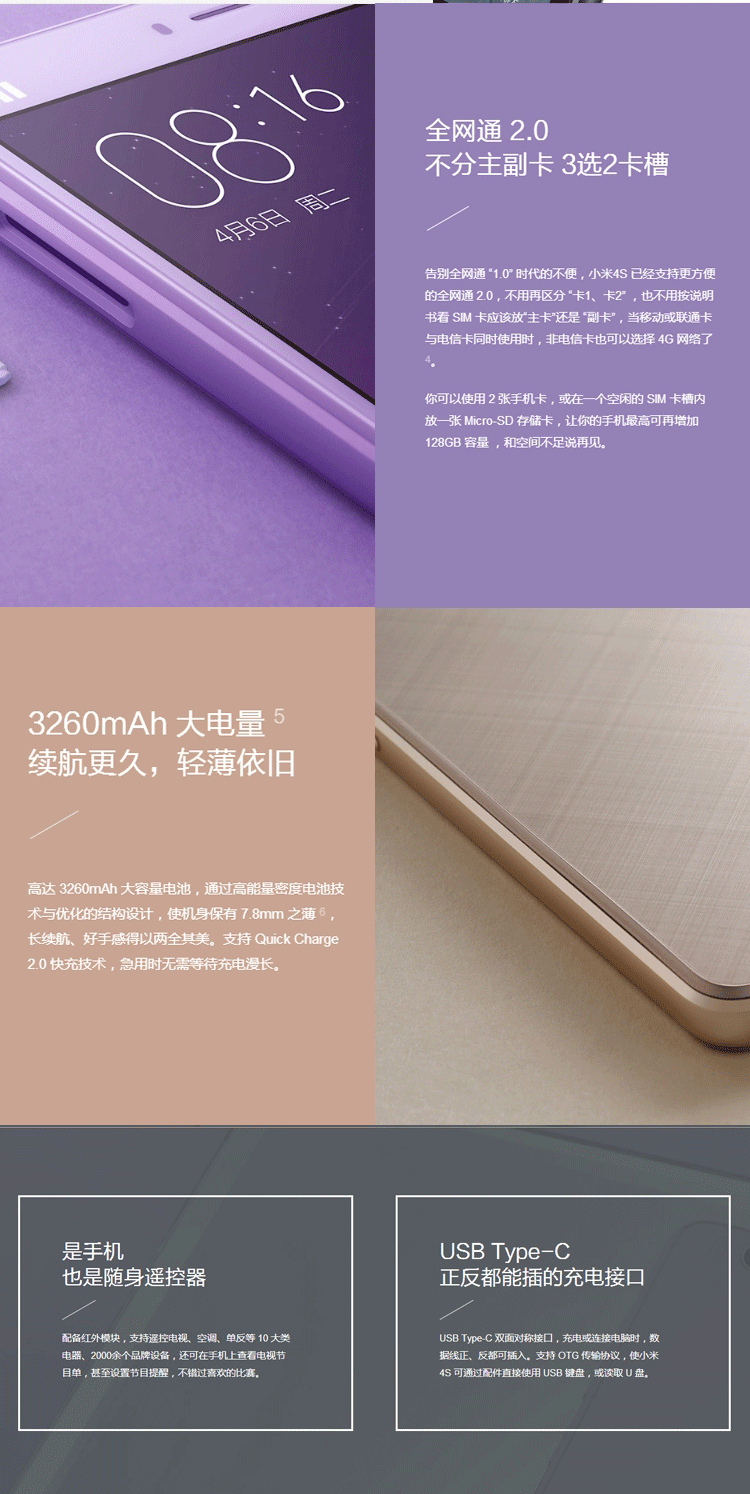 08:16
4月6日 周二
全网通 2.0
不分主副卡 3选2卡槽
告别全网通 “1.0” 时代的不便，小米4S 已经支持更方便
的全网通 2.0，不用再区分 “卡1、卡2” ，也不用按说明
书看 SIM 卡应该放“主卡”还是 “副卡”，当移动或联通卡
与电信卡同时使用时，非电信卡也可以选择 4G 网络了
4。
你可以使用 2 张手机卡，或在一个空闲的 SIM 卡槽内
放一张 Micro-SD 存储卡，让你的手机最高可再增加
128GB 容量 ，和空间不足说再见。
3260mAh 大电量 5
续航更久，轻薄依旧
高达 3260mAh 大容量电池，通过高能量密度电池技
术与优化的结构设计，使机身保有 7.8mm 之薄 6，
长续航、好手感得以两全其美。支持 Quick Charge
2.0 快充技术，急用时无需等待充电漫长。
是手机
也是随身遥控器
配备红外模块，支持遥控电视、空调、单反等 10 大类
电器、2000余个品牌设备，还可在手机上查看电视节
目单，甚至设置节目提醒，不错过喜欢的比赛。
USB Type-C
正反都能插的充电接口
USB Type-C 双面对称接口，充电或连接电脑时，数
据线正、反都可插入。支持 OTG 传输协议，使小米
4S 可通过配件直接使用 USB 键盘，或读取 U 盘。